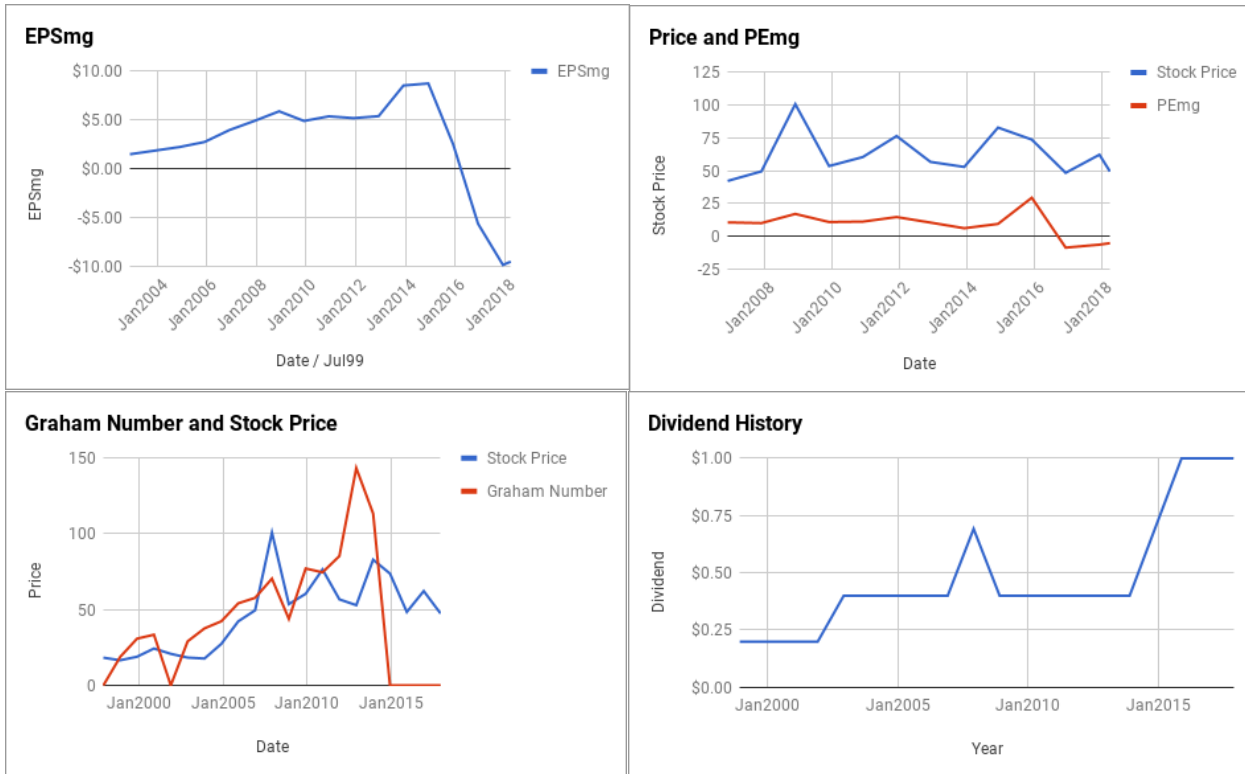 EPSmg
$10.00
$5.00
$0.00
-$5.00
-$10.00
EPSmg
Jan2004
Jan2006
Jan2008
Jan2010
Jan2012
Jan2014
Jan2016
Jan2018
Date / Jul99
EPSmg
Price and PEmg
125
100
75
50
25
0
-25
Stock Price
Jan2008
Jan2010
Jan2012
Jan2014
Jan2016
Jan2018
Date
Stock Price
PEmg
Graham Number and Stock Price
150
100
50
0
Price
Jan2000
Jan2005
Jan2010
Jan2015
Date
Stock Price
Graham Number
Dividend History
$1.00
$0.75
$0.50
$0.25
$0.00
Dividend
Jan2000
Jan2005
Jan2010
Jan2015
Year